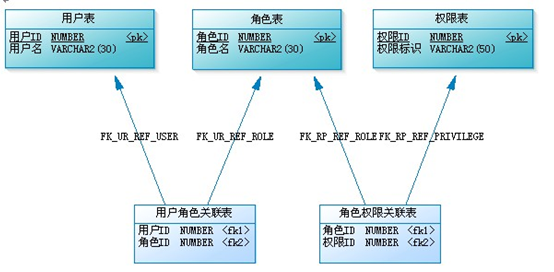 用户表
用户ID NUMBER <pk>
用户名 VARCHAR2(30)
角色表
角色ID NUMBER <pk>
角色名 VARCHAR2(30)
权限表
权限ID NUMBER <pk>
权限标识 VARCHAR2(50)
FK_UR_REF_USER
FK_UR_REF_ROLE
FK_RP_REF_ROLE
FK_RP_REF_PRIVILEGE
用户角色关联表
用户ID NUMBER <fk1>
角色ID NUMBER <fk2>
角色权限关联表
角色ID NUMBER <fk1>
权限ID NUMBER <fk2>